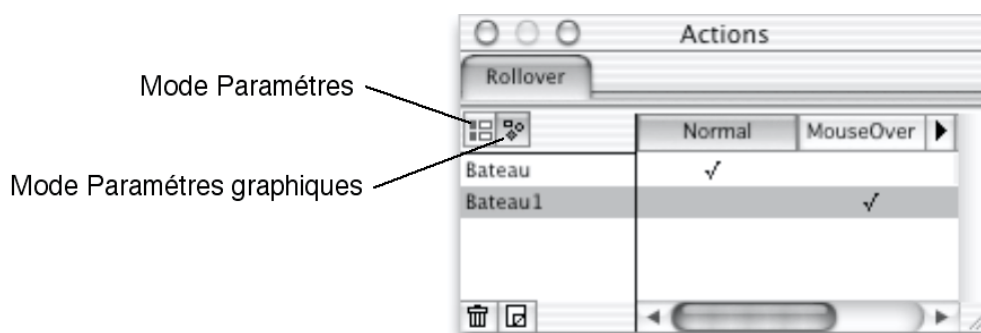 Actions
Rollover
Mode Paramétres
Normal MouseOver
Mode Paramétres graphiques
Bateau √
Bateau1 √